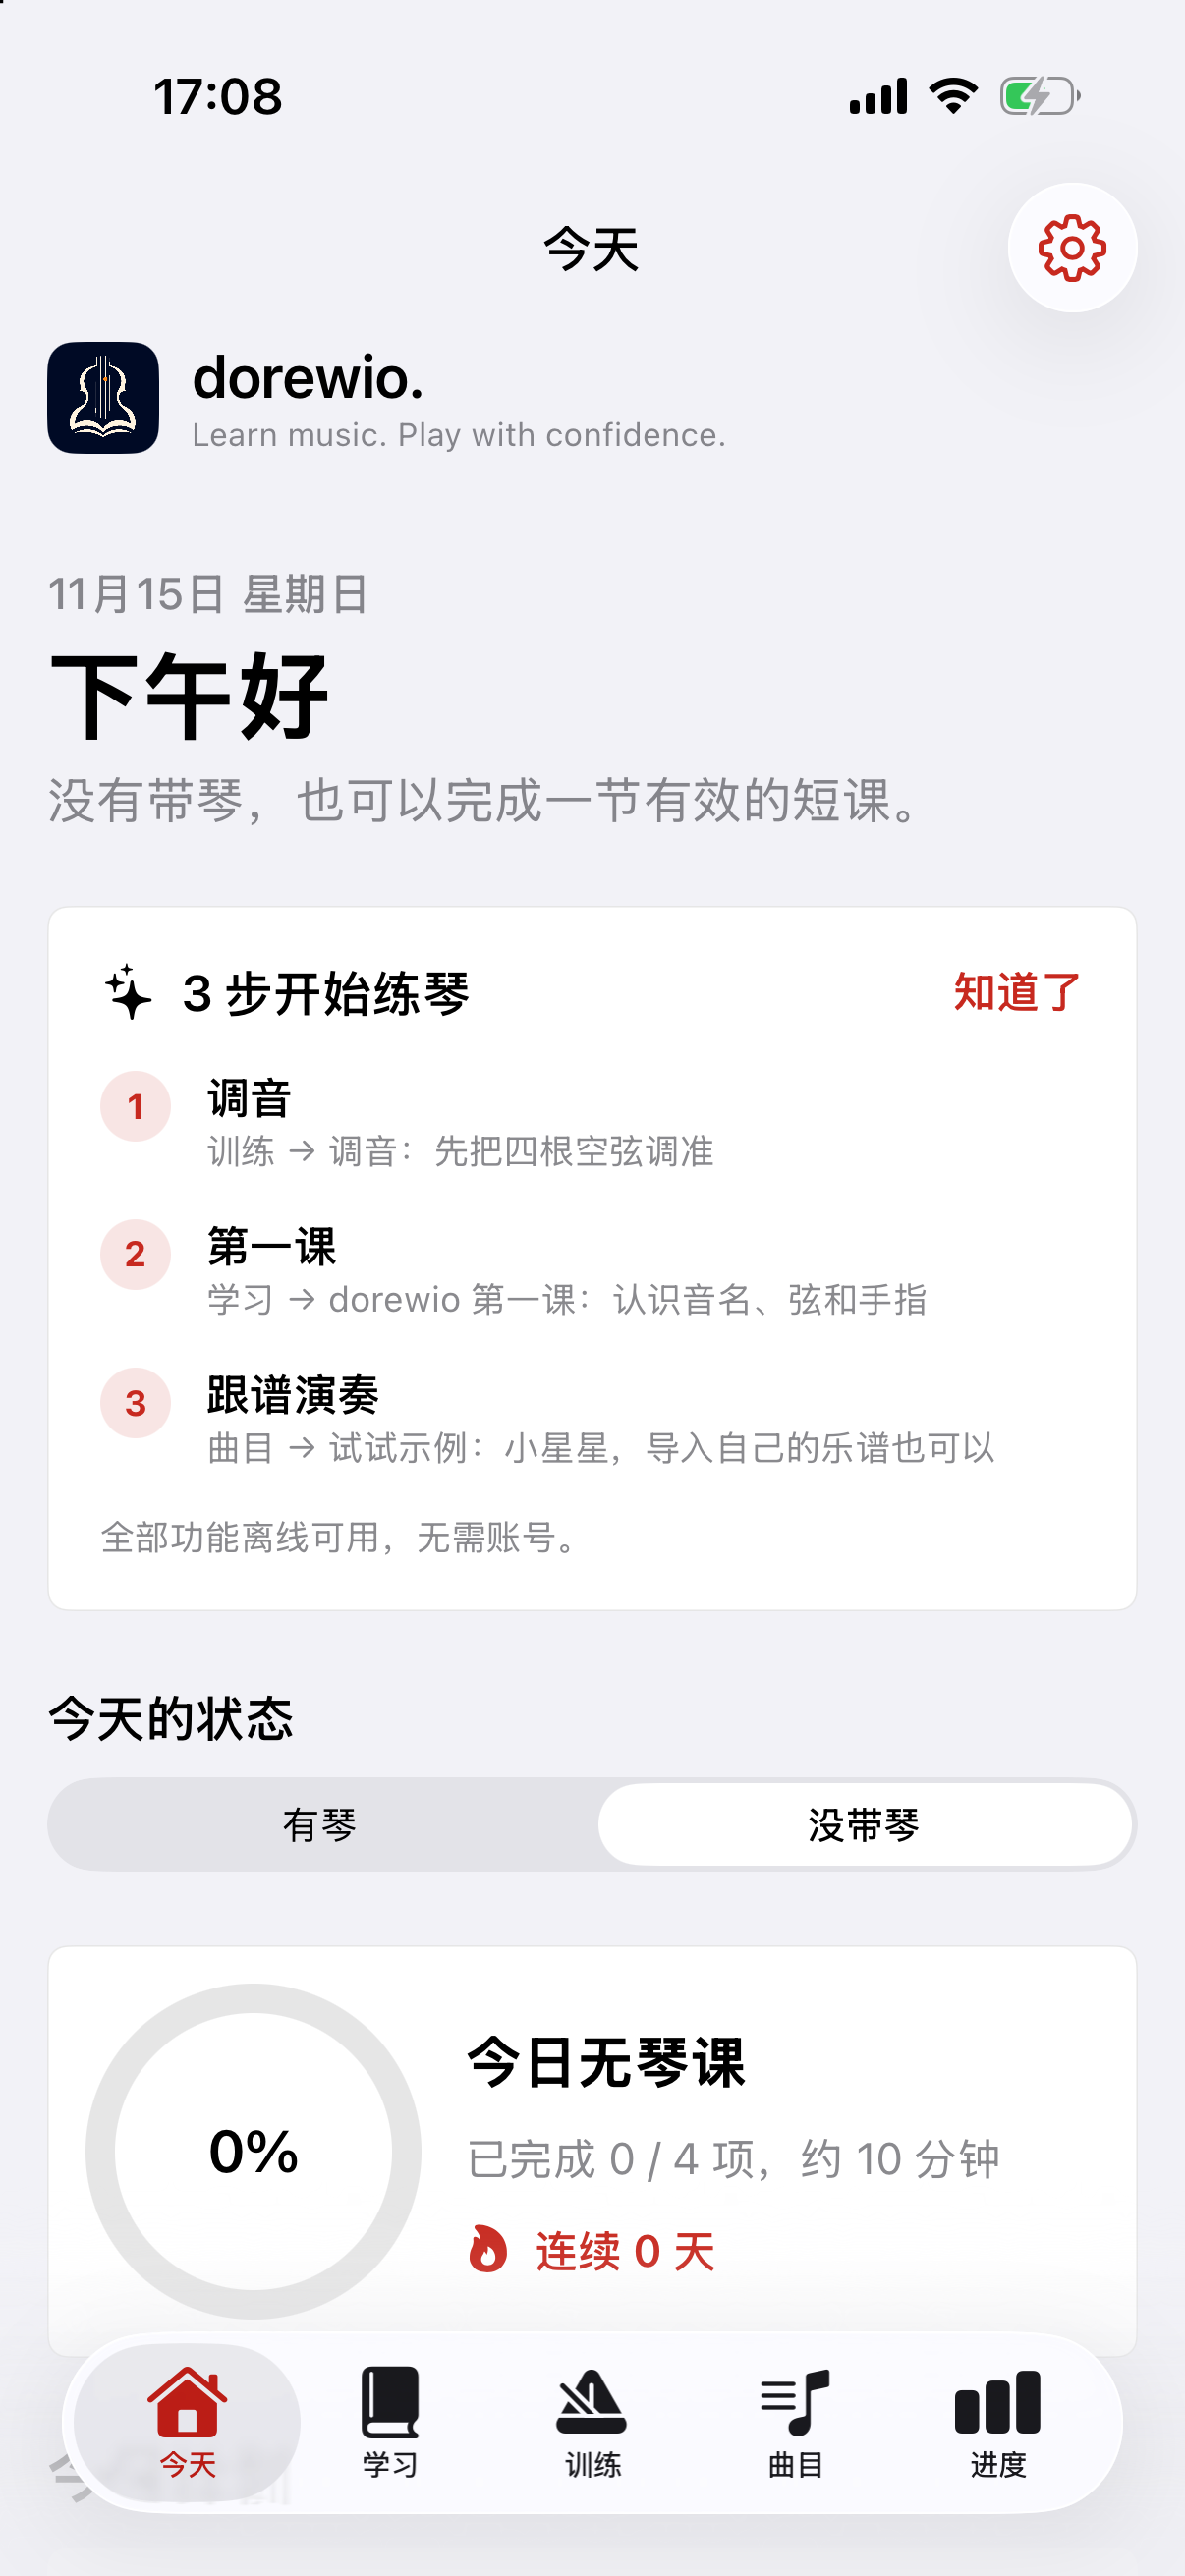 17:08
今天
dorewio.
Learn music. Play with confidence.
11月15日 星期日
下午好
没有带琴，也可以完成一节有效的短课。
3 步开始练琴
知道了
1
调音
训练 → 调音：先把四根空弦调准
2
第一课
学习 → dorewio 第一课：认识音名、弦和手指
3
跟谱演奏
曲目 → 试试示例：小星星，导入自己的乐谱也可以
全部功能离线可用，无需账号。
今天的状态
有琴
没带琴
0%
今日无琴课
已完成 0 / 4 项，约 10 分钟
连续 0 天
今天
学习
训练
曲目
进度